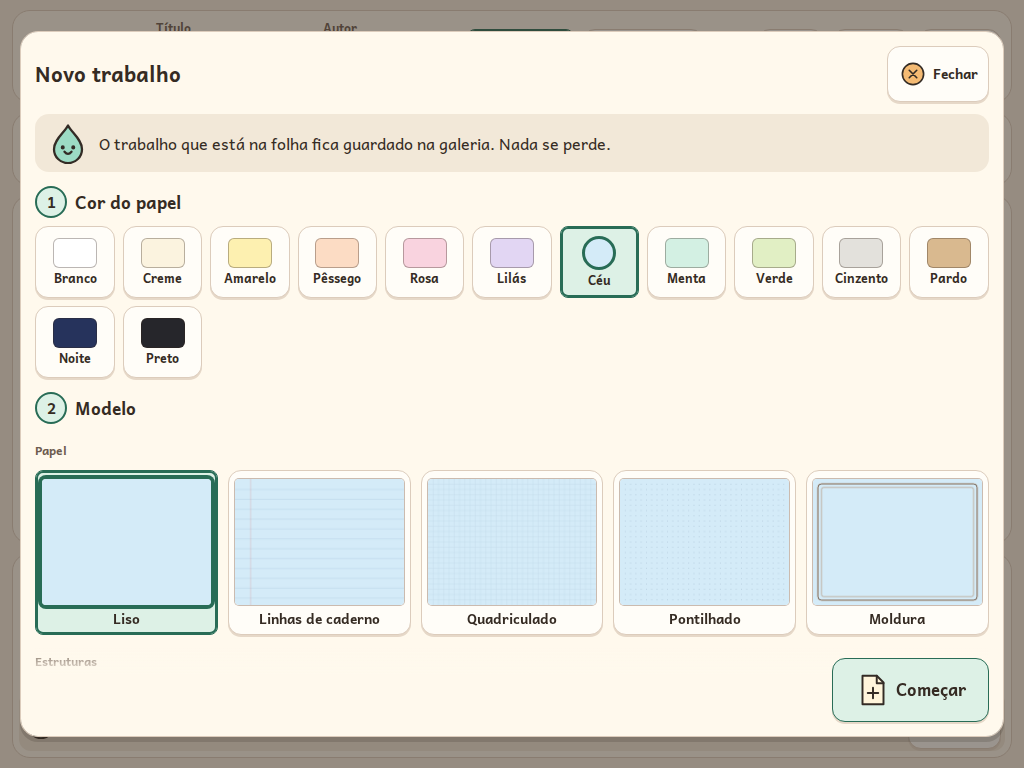 Título Autor
Novo trabalho
Fechar
O trabalho que está na folha fica guardado na galeria. Nada se perde.
1 Cor do papel
Branco Creme Amarelo Pêssego Rosa Lilás Céu Menta Verde Cinzento Pardo
Noite Preto
2 Modelo
Papel
Liso Linhas de caderno Quadriculado Pontilhado Moldura
Estruturas
Começar